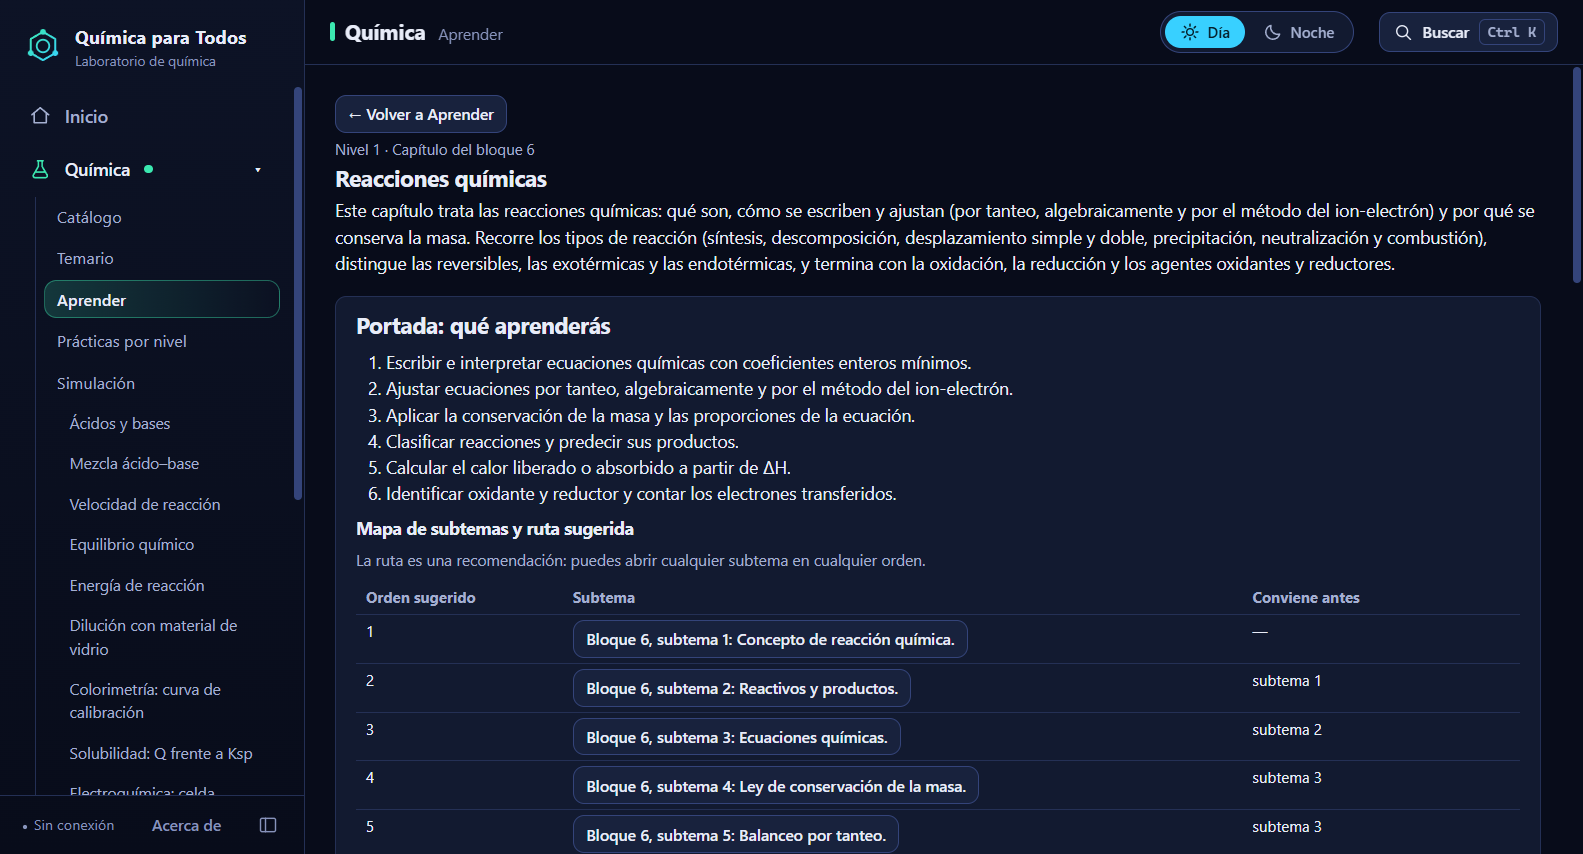 Química para Todos
Laboratorio de química
Inicio
Química
Catálogo
Temario
Aprender
Prácticas por nivel
Simulación
Ácidos y bases
Mezcla ácido–base
Velocidad de reacción
Equilibrio químico
Energía de reacción
Dilución con material de
vidrio
Colorimetría: curva de
calibración
Solubilidad: Q frente a Ksp
Electroquímica: celda
• Sin conexión
Acerca de
Química Aprender
Día
Noche
Buscar Ctrl K
← Volver a Aprender
Nivel 1 · Capítulo del bloque 6
Reacciones químicas
Este capítulo trata las reacciones químicas: qué son, cómo se escriben y ajustan (por tanteo, algebraicamente y por el método del ion-electrón) y por qué se
conserva la masa. Recorre los tipos de reacción (síntesis, descomposición, desplazamiento simple y doble, precipitación, neutralización y combustión),
distingue las reversibles, las exotérmicas y las endotérmicas, y termina con la oxidación, la reducción y los agentes oxidantes y reductores.
Portada: qué aprenderás
1. Escribir e interpretar ecuaciones químicas con coeficientes enteros mínimos.
2. Ajustar ecuaciones por tanteo, algebraicamente y por el método del ion-electrón.
3. Aplicar la conservación de la masa y las proporciones de la ecuación.
4. Clasificar reacciones y predecir sus productos.
5. Calcular el calor liberado o absorbido a partir de ΔH.
6. Identificar oxidante y reductor y contar los electrones transferidos.
Mapa de subtemas y ruta sugerida
La ruta es una recomendación: puedes abrir cualquier subtema en cualquier orden.
Orden sugerido Subtema Conviene antes
1 Bloque 6, subtema 1: Concepto de reacción química. —
2 Bloque 6, subtema 2: Reactivos y productos. subtema 1
3 Bloque 6, subtema 3: Ecuaciones químicas. subtema 2
4 Bloque 6, subtema 4: Ley de conservación de la masa. subtema 3
5 Bloque 6, subtema 5: Balanceo por tanteo. subtema 3